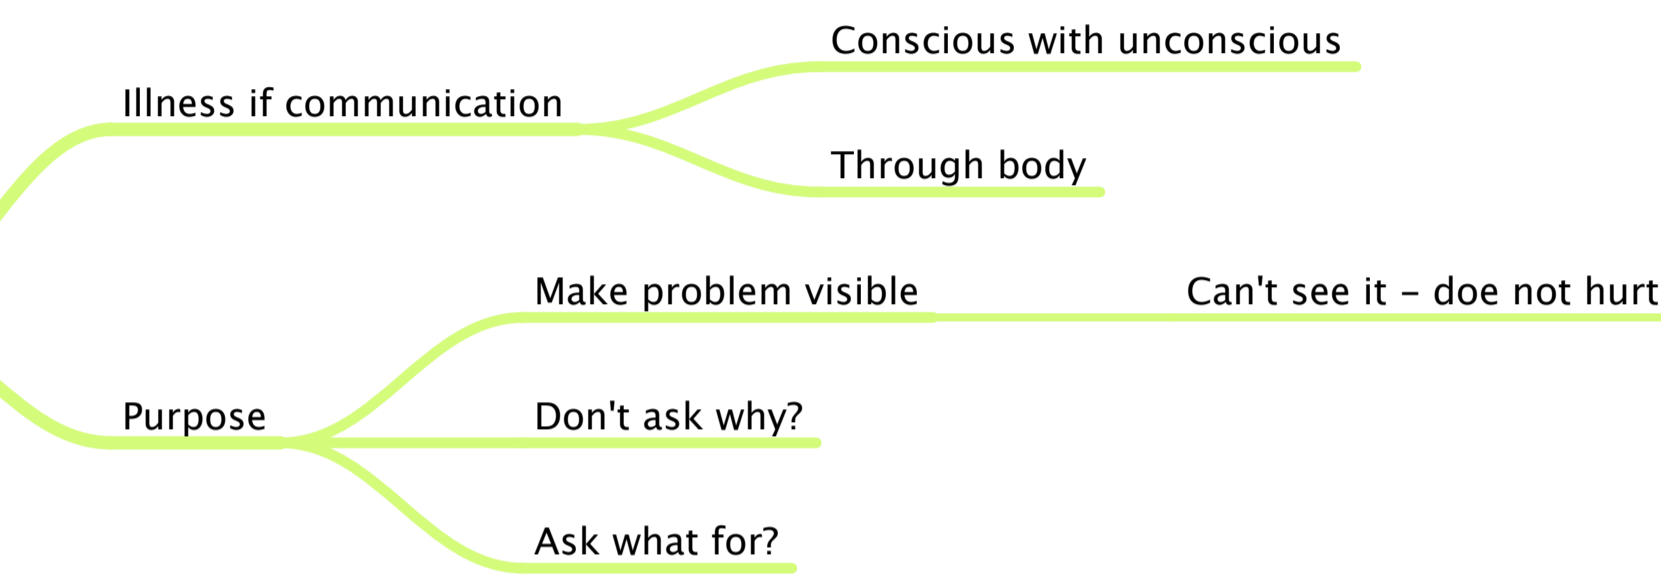 Conscious with unconscious
Illness if communication
Through body
Make problem visible
Can't see it – doe not hurt
Purpose
Don't ask why?
Ask what for?